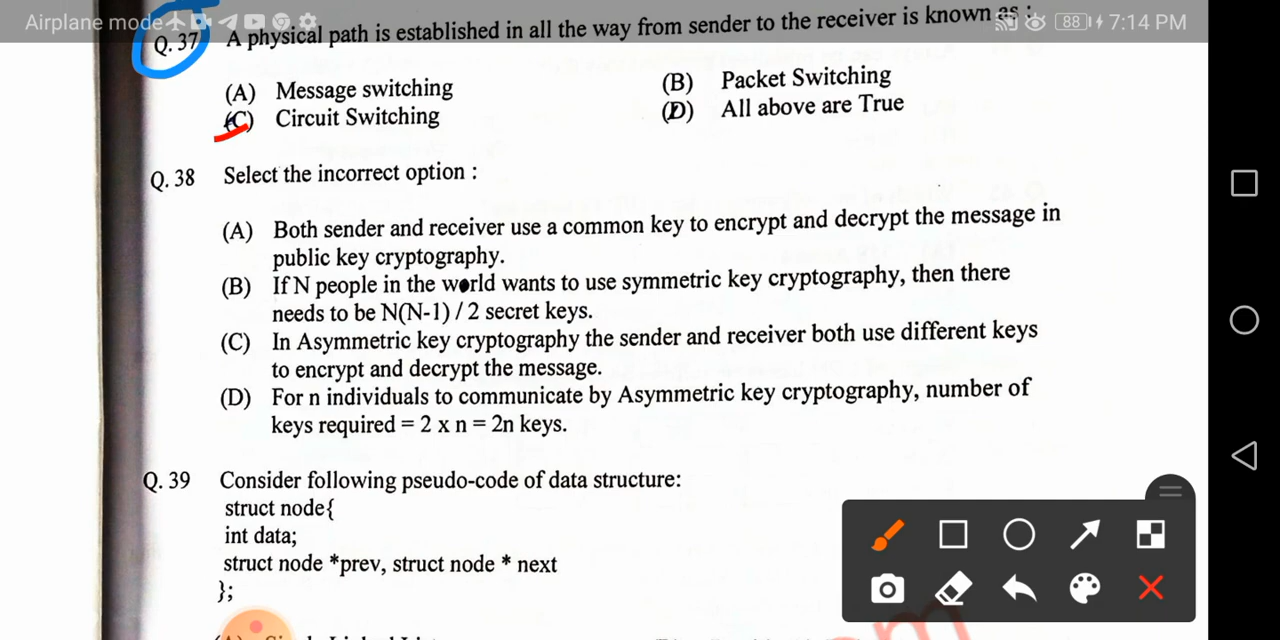 Airplane mode 88 7:14 PM
Q. 37 A physical path is established in all the way from sender to the receiver is known as :
(A) Message switching (B) Packet Switching
(C) Circuit Switching (D) All above are True
Q. 38 Select the incorrect option :
(A) Both sender and receiver use a common key to encrypt and decrypt the message in
public key cryptography.
(B) If N people in the world wants to use symmetric key cryptography, then there
needs to be N(N-1) / 2 secret keys.
(C) In Asymmetric key cryptography the sender and receiver both use different keys
to encrypt and decrypt the message.
(D) For n individuals to communicate by Asymmetric key cryptography, number of
keys required = 2 x n = 2n keys.
Q. 39 Consider following pseudo-code of data structure:
struct node{
int data;
struct node *prev, struct node * next
};